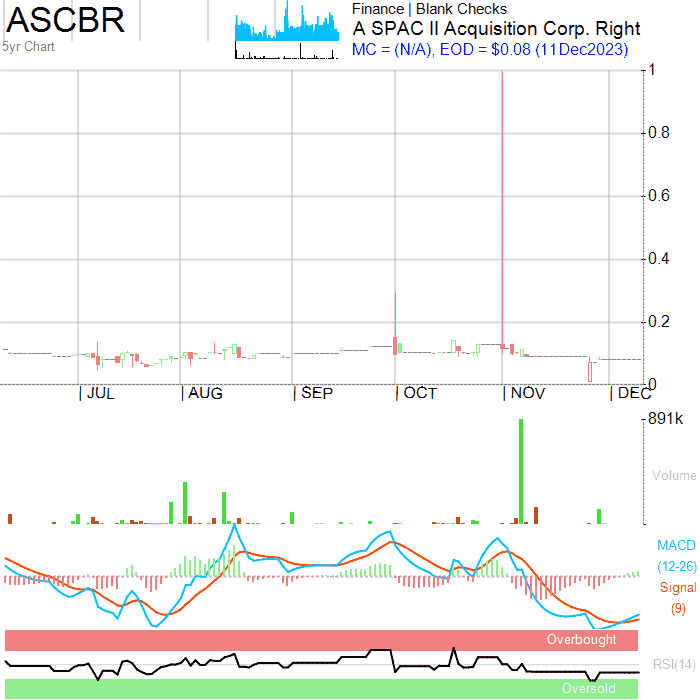 ASCBR
5yr Chart
Finance | Blank Checks
A SPAC II Acquisition Corp. Right
MC = (N/A), EOD = $0.08 (11Dec2023)
1
0.8
0.6
0.4
0.2
0
| JUL | AUG | SEP | OCT | NOV | DEC
891k
Volume
MACD
(12-26)
Signal
(9)
Overbought
RSI(14)
Oversold